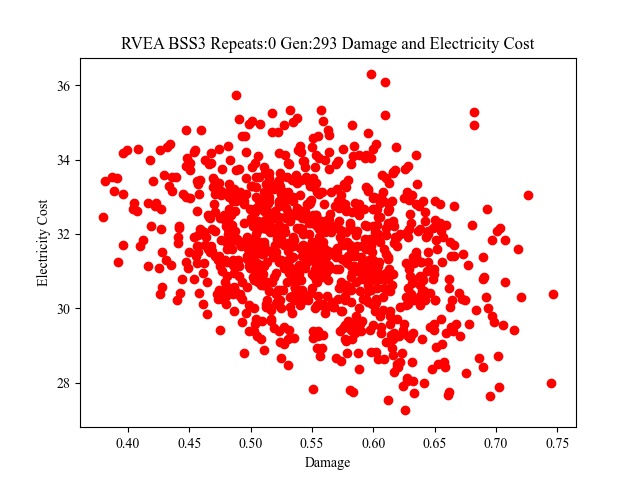 RVEA BSS3 Repeats:0 Gen:293 Damage and Electricity Cost
36
34
32
30
28
Electricity Cost
0.40 0.45 0.50 0.55 0.60 0.65 0.70 0.75
Damage